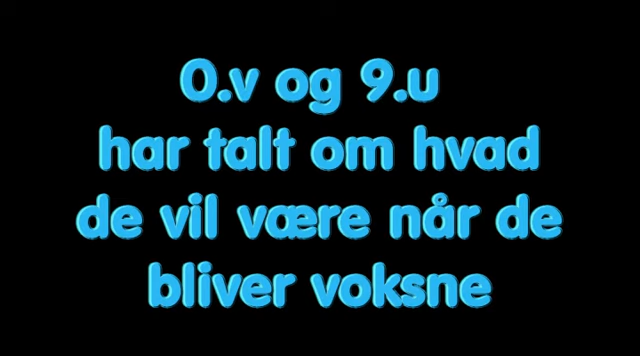 0.v og 9.u
har talt om hvad
de vil være når de
bliver voksne